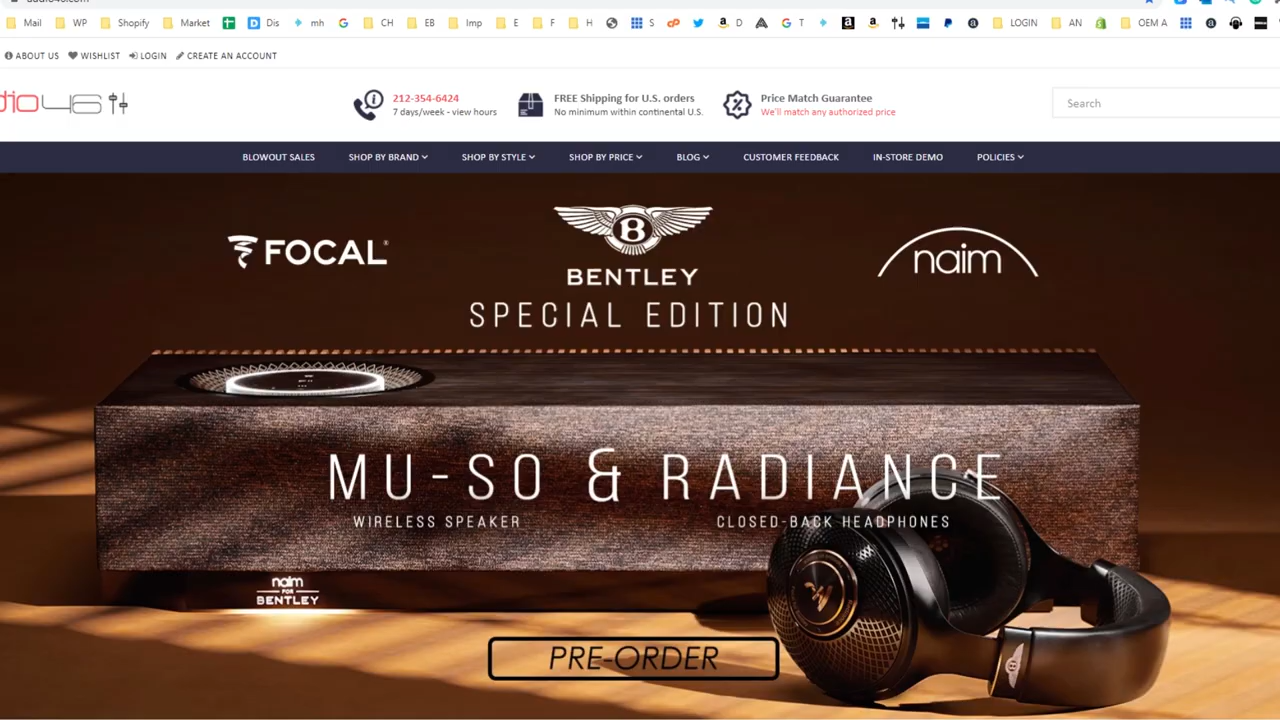 Mail WP Shopify Market Dis mh G CH EB Imp E F H S D G T LOGIN AN OEM A
ABOUT US WISHLIST LOGIN CREATE AN ACCOUNT
dio46
212-354-6424
7 days/week - view hours
FREE Shipping for U.S. orders
No minimum within continental U.S.
Price Match Guarantee
We'll match any authorized price
Search
BLOWOUT SALES SHOP BY BRAND SHOP BY STYLE SHOP BY PRICE BLOG CUSTOMER FEEDBACK IN-STORE DEMO POLICIES
FOCAL®
B
BENTLEY
naim
SPECIAL EDITION
MU-SO & RADIANCE
WIRELESS SPEAKER CLOSED-BACK HEADPHONES
naim
FOR
BENTLEY
PRE-ORDER